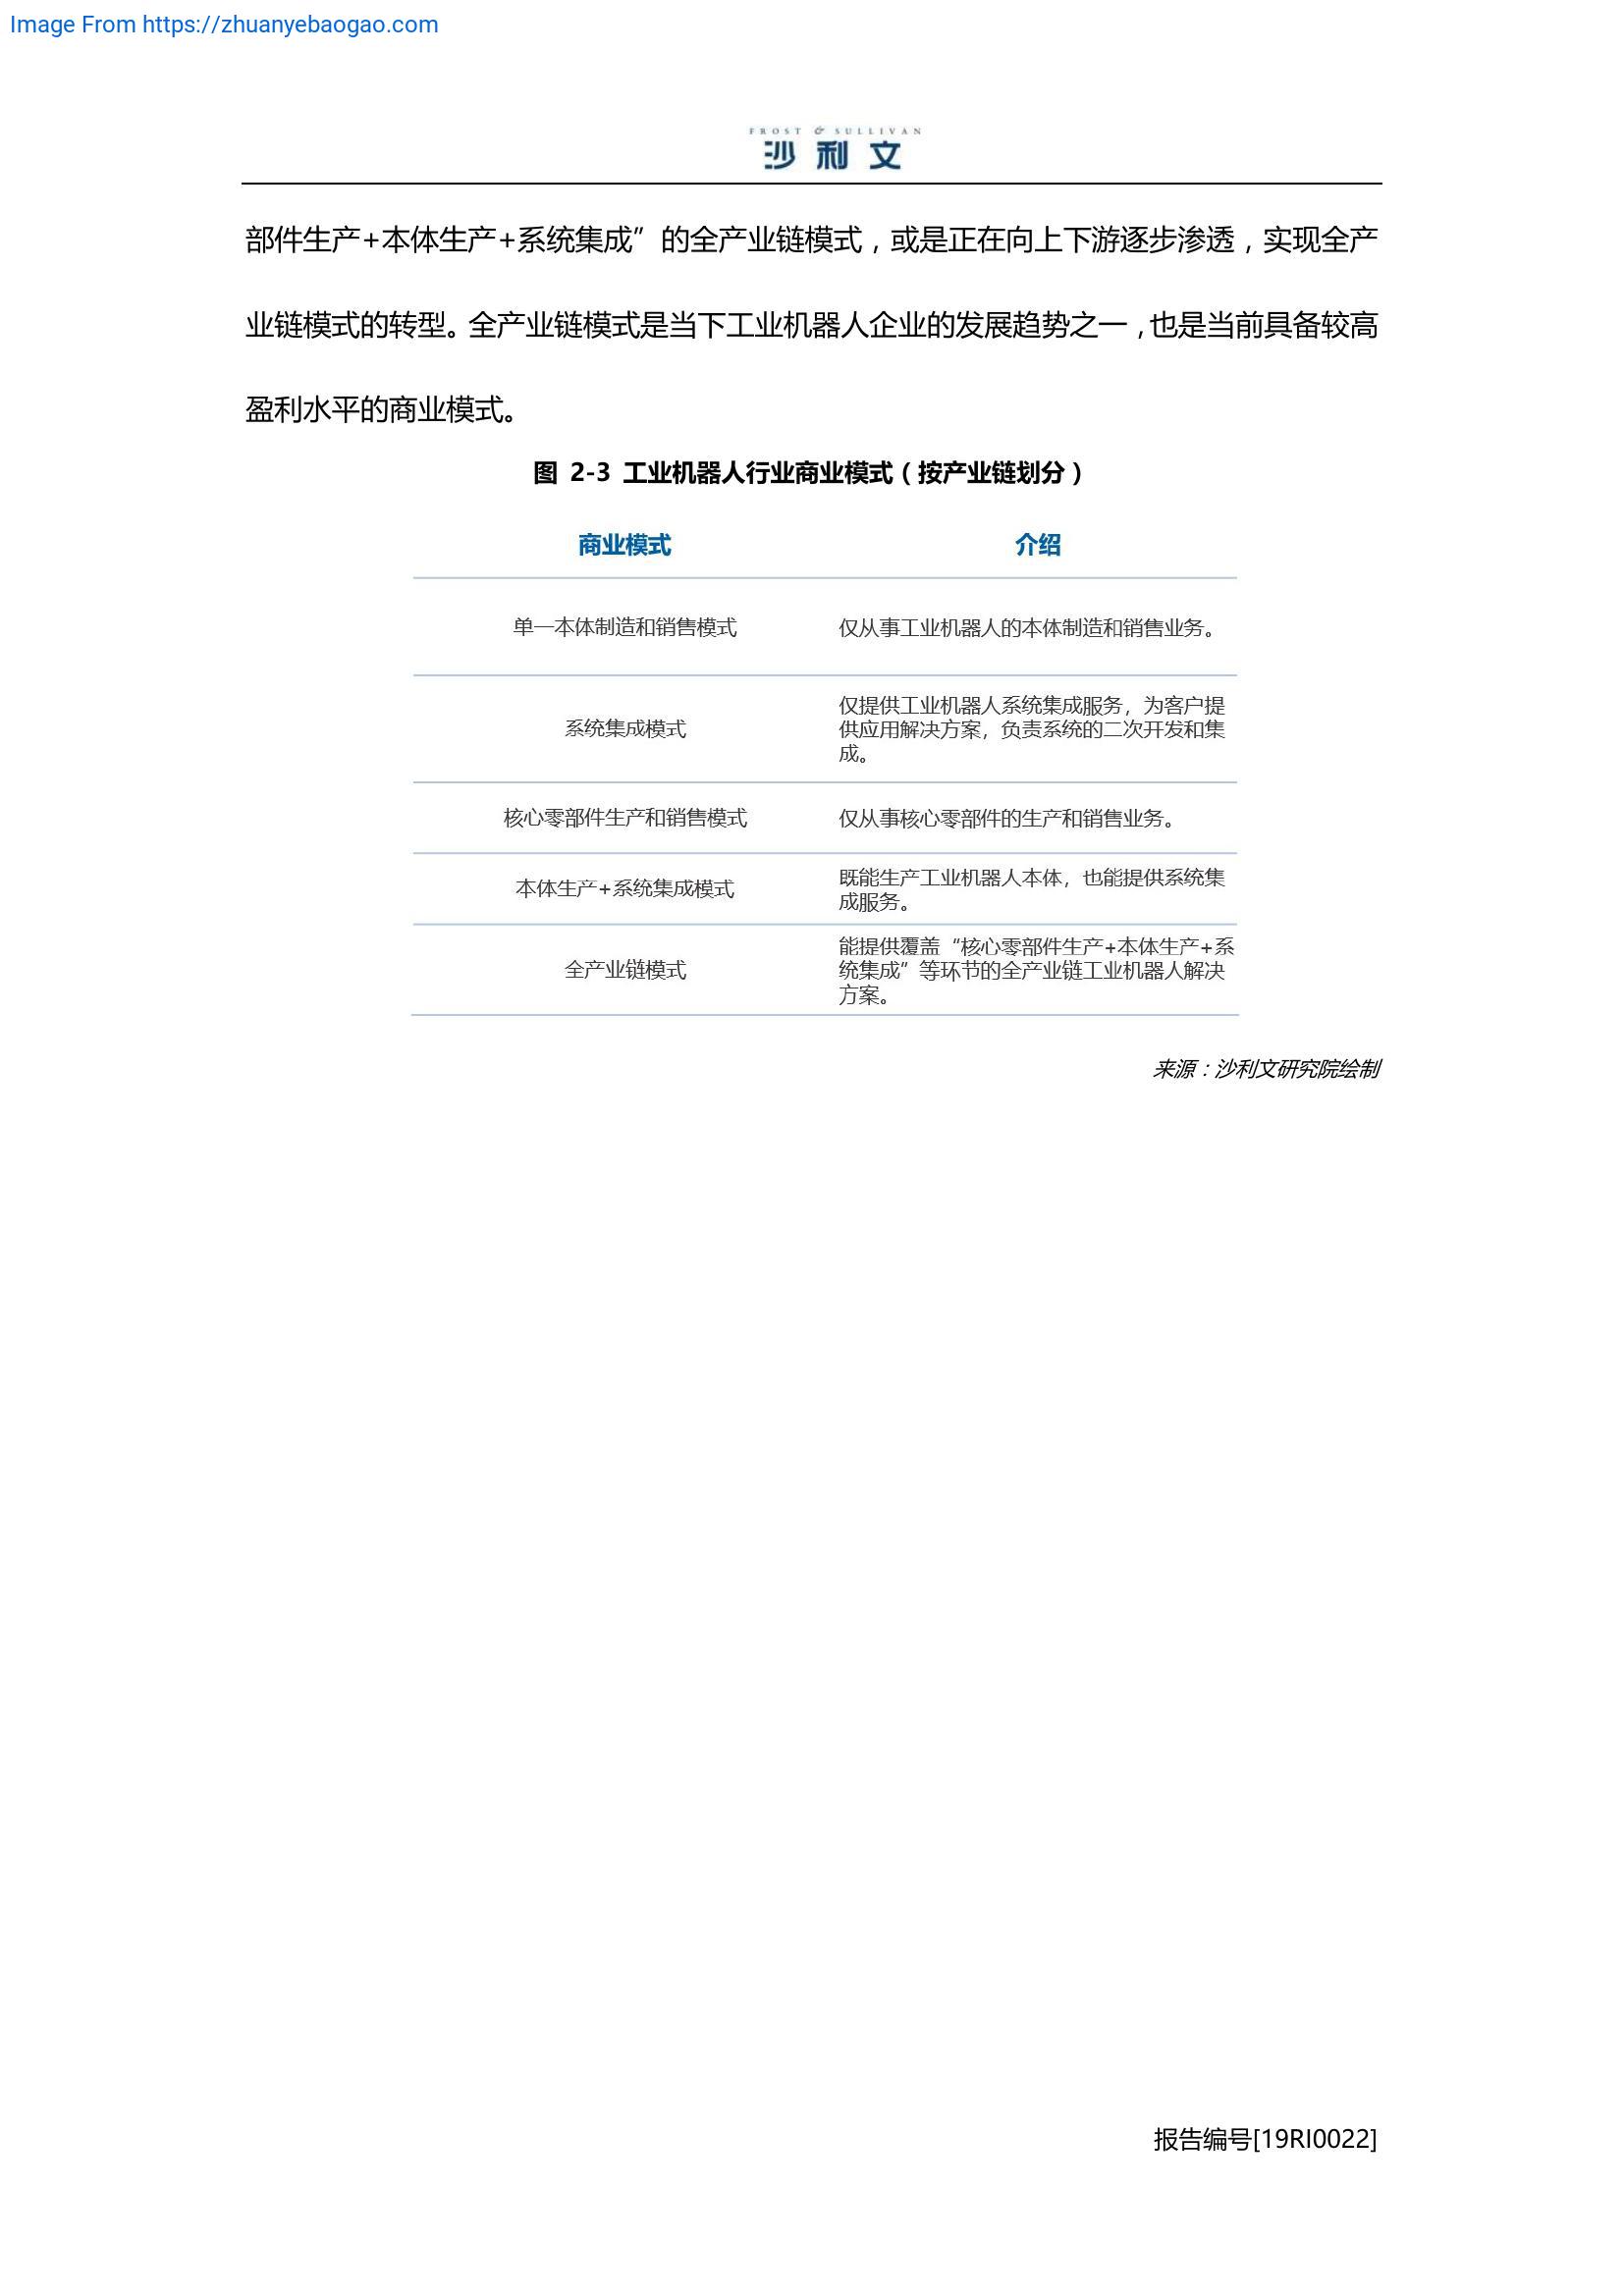 Image From https://zhuanyebaogao.com
FROST & SULLIVAN
沙利文
部件生产+本体生产+系统集成”的全产业链模式，或是正在向上下游逐步渗透，实现全产
业链模式的转型。全产业链模式是当下工业机器人企业的发展趋势之一，也是当前具备较高
盈利水平的商业模式。
图 2-3 工业机器人行业商业模式（按产业链划分）
商业模式 介绍
单一本体制造和销售模式 仅从事工业机器人的本体制造和销售业务。
系统集成模式 仅提供工业机器人系统集成服务，为客户提
供应用解决方案，负责系统的二次开发和集
成。
核心零部件生产和销售模式 仅从事核心零部件的生产和销售业务。
本体生产+系统集成模式 既能生产工业机器人本体，也能提供系统集
成服务。
全产业链模式 能提供覆盖“核心零部件生产+本体生产+系
统集成”等环节的全产业链工业机器人解决
方案。
来源：沙利文研究院绘制
报告编号[19RI0022]